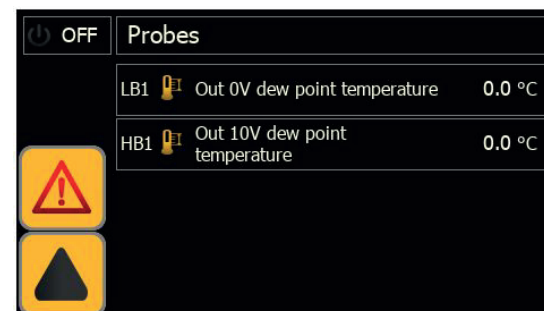 OFF Probes
LB1 Out 0V dew point temperature 0.0 °C
HB1 Out 10V dew point temperature 0.0 °C